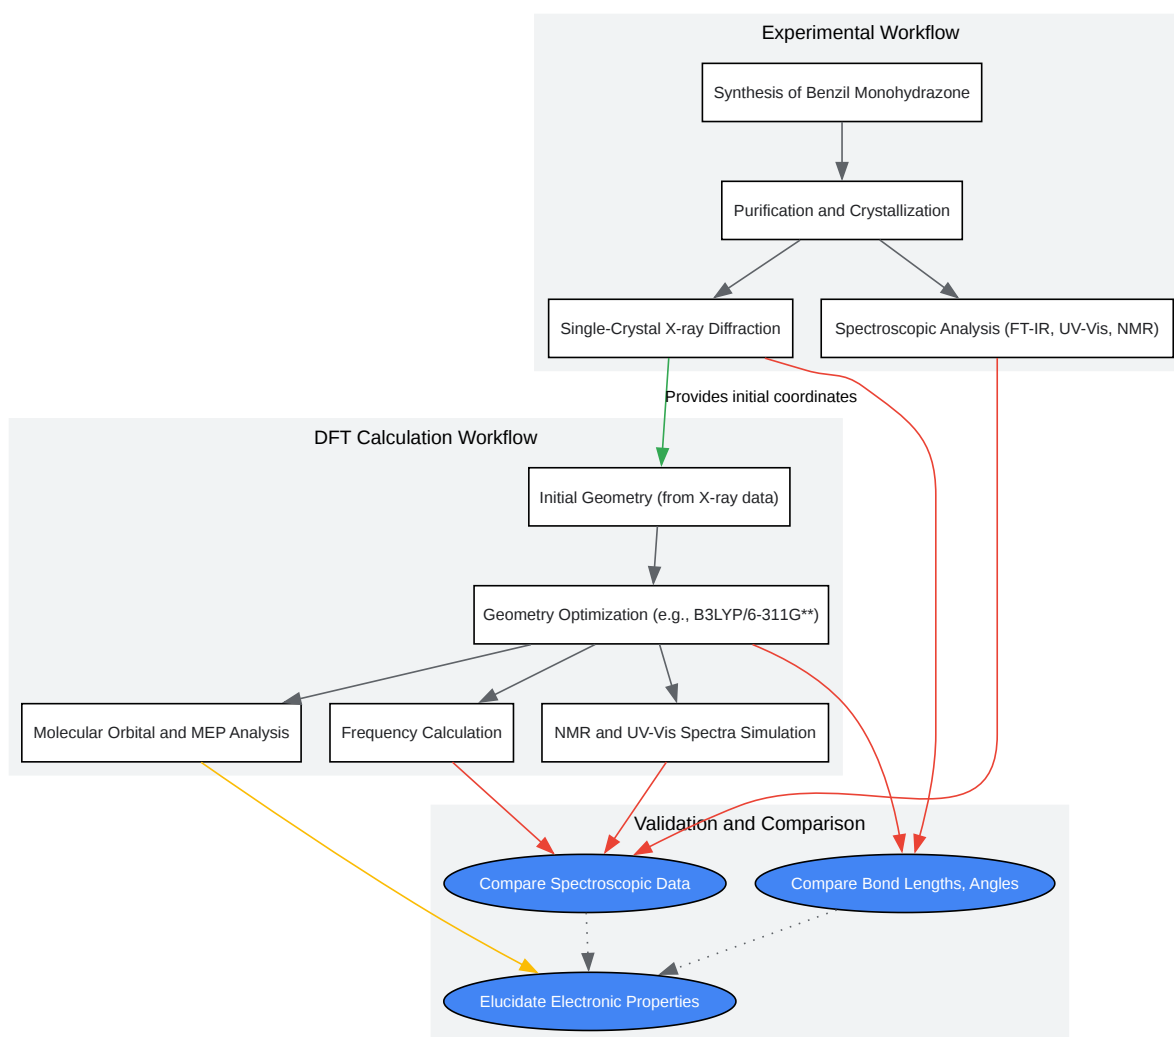 Experimental Workflow
Synthesis of Benzil Monohydrazone
Purification and Crystallization
Single-Crystal X-ray Diffraction
Spectroscopic Analysis (FT-IR, UV-Vis, NMR)
Provides initial coordinates
DFT Calculation Workflow
Initial Geometry (from X-ray data)
Geometry Optimization (e.g., B3LYP/6-311G**)
Molecular Orbital and MEP Analysis
Frequency Calculation
NMR and UV-Vis Spectra Simulation
Validation and Comparison
Compare Spectroscopic Data
Compare Bond Lengths, Angles
Elucidate Electronic Properties